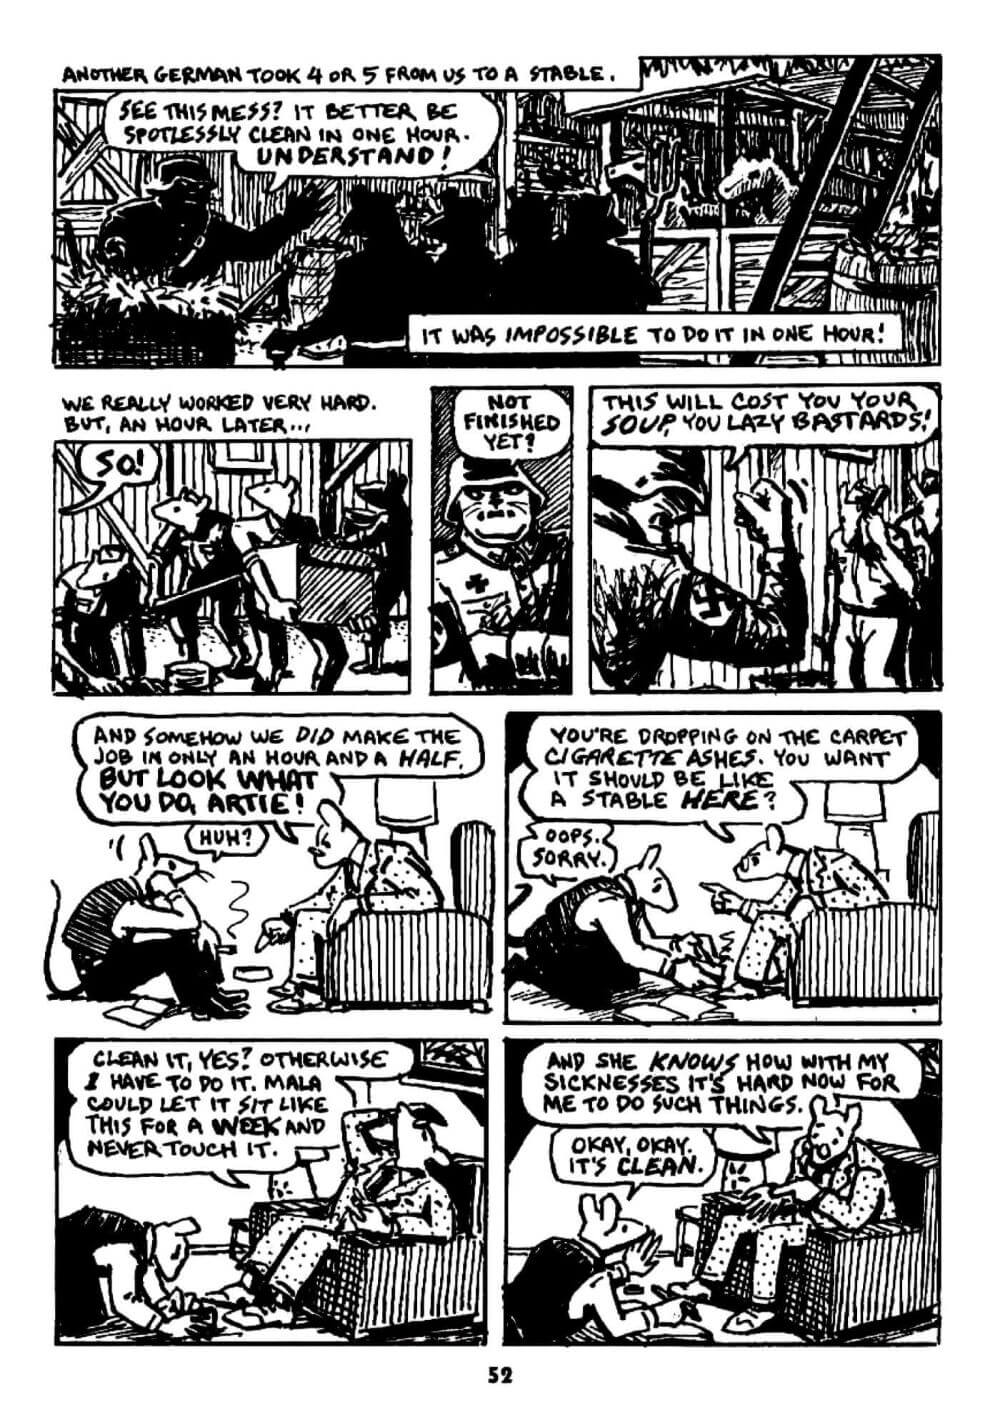 ANOTHER GERMAN TOOK 4 OR 5 FROM US TO A STABLE.
SEE THIS MESS? IT BETTER BE
SPOTLESSLY CLEAN IN ONE HOUR.
UNDERSTAND!
IT WAS IMPOSSIBLE TO DO IT IN ONE HOUR!
WE REALLY WORKED VERY HARD.
BUT, AN HOUR LATER...
SO!
NOT
FINISHED
YET?
THIS WILL COST YOU YOUR
SOUP, YOU LAZY BASTARDS!
AND SOMEHOW WE DID MAKE THE
JOB IN ONLY AN HOUR AND A HALF.
BUT LOOK WHAT
YOU DO, ARTIE!
HUH?
YOU'RE DROPPING ON THE CARPET
CIGARETTE ASHES. YOU WANT
IT SHOULD BE LIKE
A STABLE HERE?
OOPS.
SORRY.
CLEAN IT, YES? OTHERWISE
I HAVE TO DO IT. MALA
COULD LET IT SIT LIKE
THIS FOR A WEEK AND
NEVER TOUCH IT.
AND SHE KNOWS HOW WITH MY
SICKNESSES IT'S HARD NOW FOR
ME TO DO SUCH THINGS.
OKAY, OKAY.
IT'S CLEAN.
52